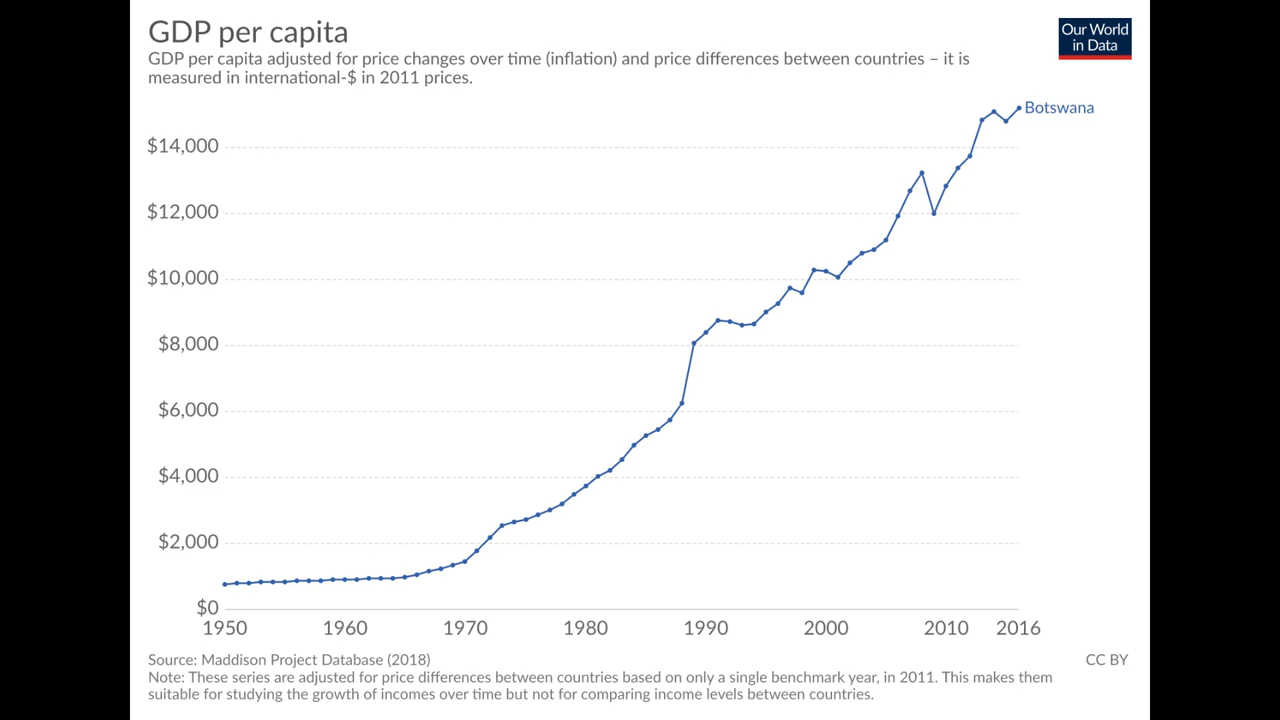 GDP per capita
GDP per capita adjusted for price changes over time (inflation) and price differences between countries – it is
measured in international-$ in 2011 prices.
Our World
in Data
Botswana
$14,000
$12,000
$10,000
$8,000
$6,000
$4,000
$2,000
$0
1950 1960 1970 1980 1990 2000 2010 2016
Source: Maddison Project Database (2018)
CC BY
Note: These series are adjusted for price differences between countries based on only a single benchmark year, in 2011. This makes them
suitable for studying the growth of incomes over time but not for comparing income levels between countries.